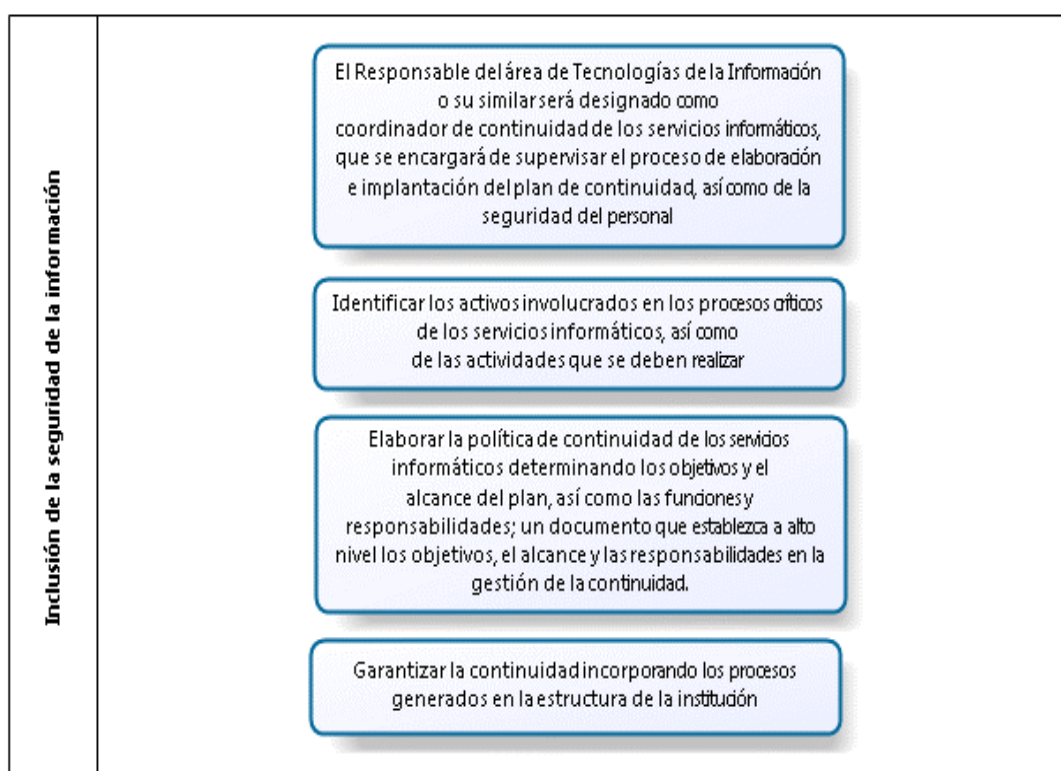 Inclusión de la seguridad de la información
El Responsable del área de Tecnologías de la Información
o su similar será designado como
coordinador de continuidad de los servicios informáticos,
que se encargará de supervisar el proceso de elaboración
e implantación del plan de continuidad, así como de la
seguridad del personal
Identificar los activos involucrados en los procesos críticos
de los servicios informáticos, así como
de las actividades que se deben realizar
Elaborar la política de continuidad de los servicios
informáticos determinando los objetivos y el
alcance del plan, así como las funciones y
responsabilidades; un documento que establezca a alto
nivel los objetivos, el alcance y las responsabilidades en la
gestión de la continuidad.
Garantizar la continuidad incorporando los procesos
generados en la estructura de la institución